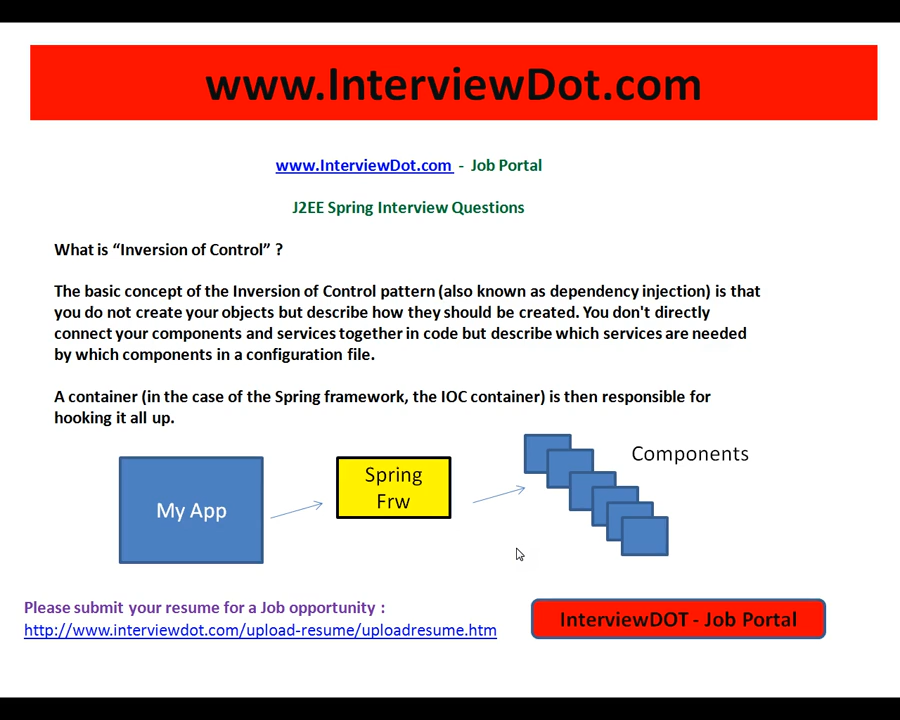 www.InterviewDot.com
www.InterviewDot.com - Job Portal
J2EE Spring Interview Questions
What is “Inversion of Control” ?
The basic concept of the Inversion of Control pattern (also known as dependency injection) is that
you do not create your objects but describe how they should be created. You don't directly
connect your components and services together in code but describe which services are needed
by which components in a configuration file.
A container (in the case of the Spring framework, the IOC container) is then responsible for
hooking it all up.
Components
My App
Spring
Frw
Please submit your resume for a Job opportunity :
http://www.interviewdot.com/upload-resume/uploadresume.htm
InterviewDOT - Job Portal